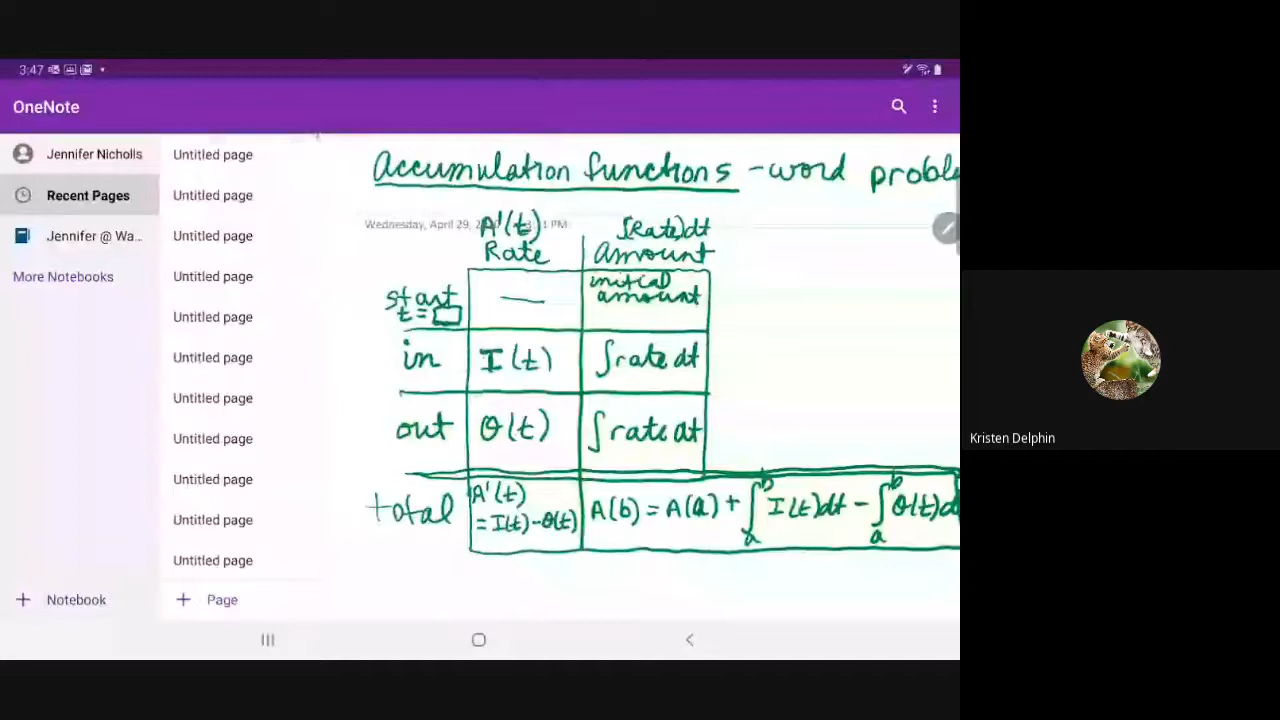 3:47
OneNote
Jennifer Nicholls
Recent Pages
Jennifer @ Wa...
More Notebooks
Notebook
Untitled page
Untitled page
Untitled page
Untitled page
Untitled page
Untitled page
Untitled page
Untitled page
Untitled page
Untitled page
Untitled page
Page
Accumulation functions - word proble
Wednesday, April 29, PM
A'(t) ∫(Rate)dt
Rate Amount
start — initial amount
t =
in I(t) ∫rate dt
out O(t) ∫rate dt
total A'(t) = I(t) - O(t) A(b) = A(a) + ∫_a^b I(t)dt - ∫_a^b O(t)d
Kristen Delphin